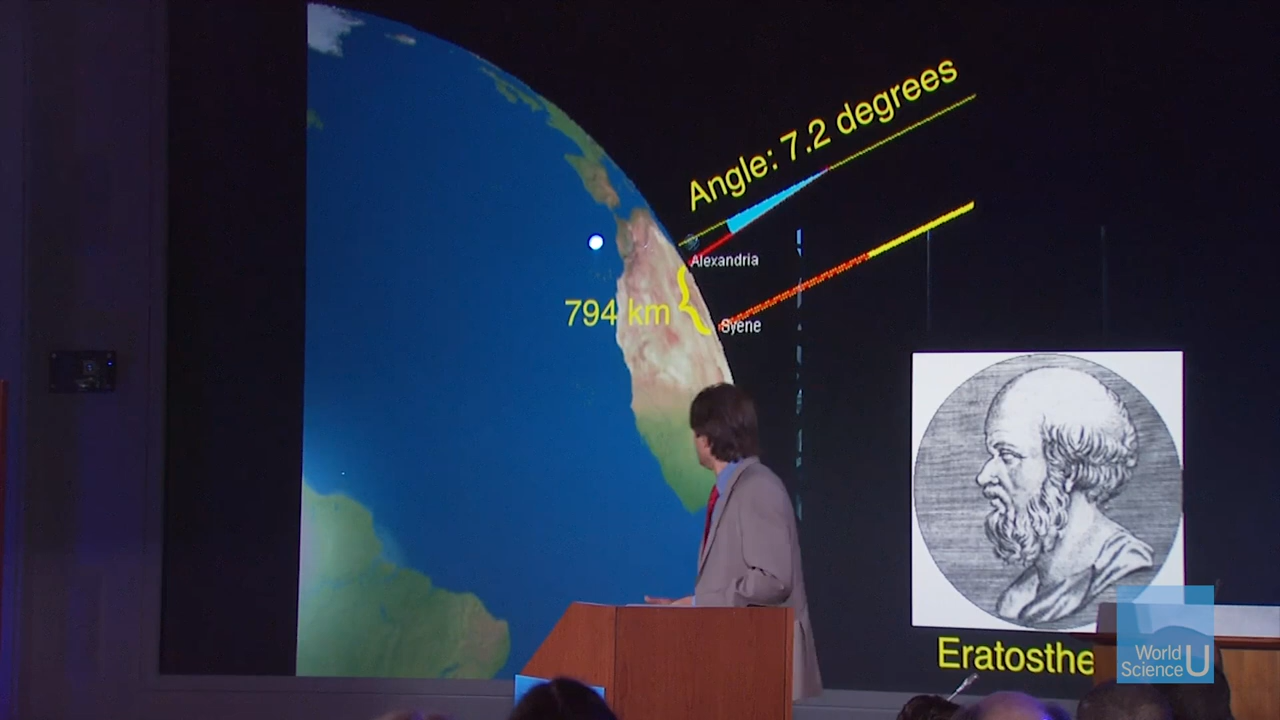 Angle: 7.2 degrees
Alexandria
794 km
Syene
Eratosthe
World
Science U